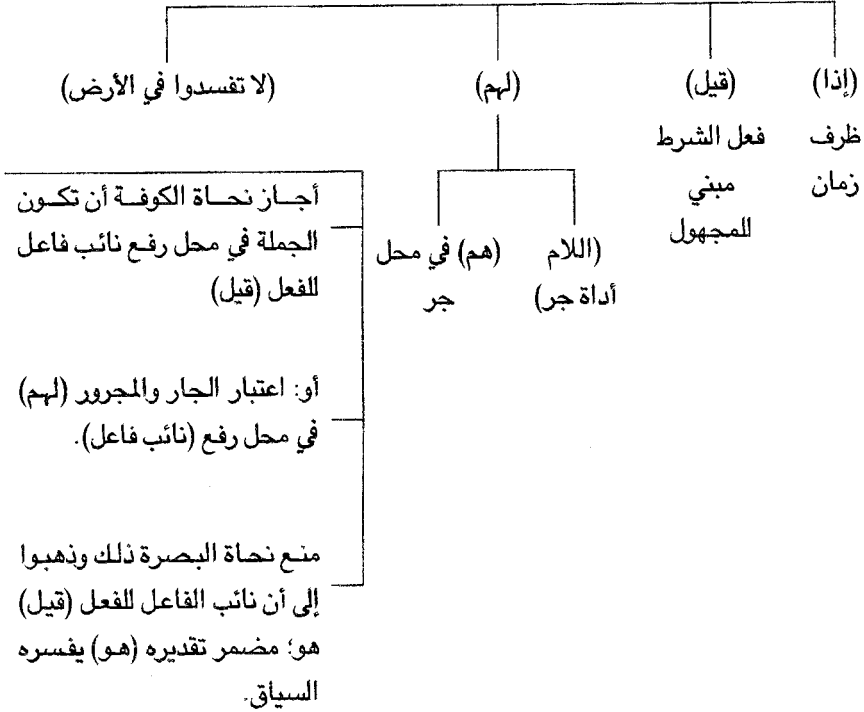 (إذا)
ظرف
زمان
(قيل)
فعل الشرط
مبني
للمجهول
(لهم)
(اللام
أداة جر)
(هم) في محل
جر
(لا تفسدوا في الأرض)
أجاز نحاة الكوفة أن تكون
الجملة في محل رفع نائب فاعل
للفعل (قيل)
أو: اعتبار الجار والمجرور (لهم)
في محل رفع (نائب فاعل).
منع نحاة البصرة ذلك وذهبوا
إلى أن نائب الفاعل للفعل (قيل)
هو؛ مضمر تقديره (هو) يفسره
السياق.